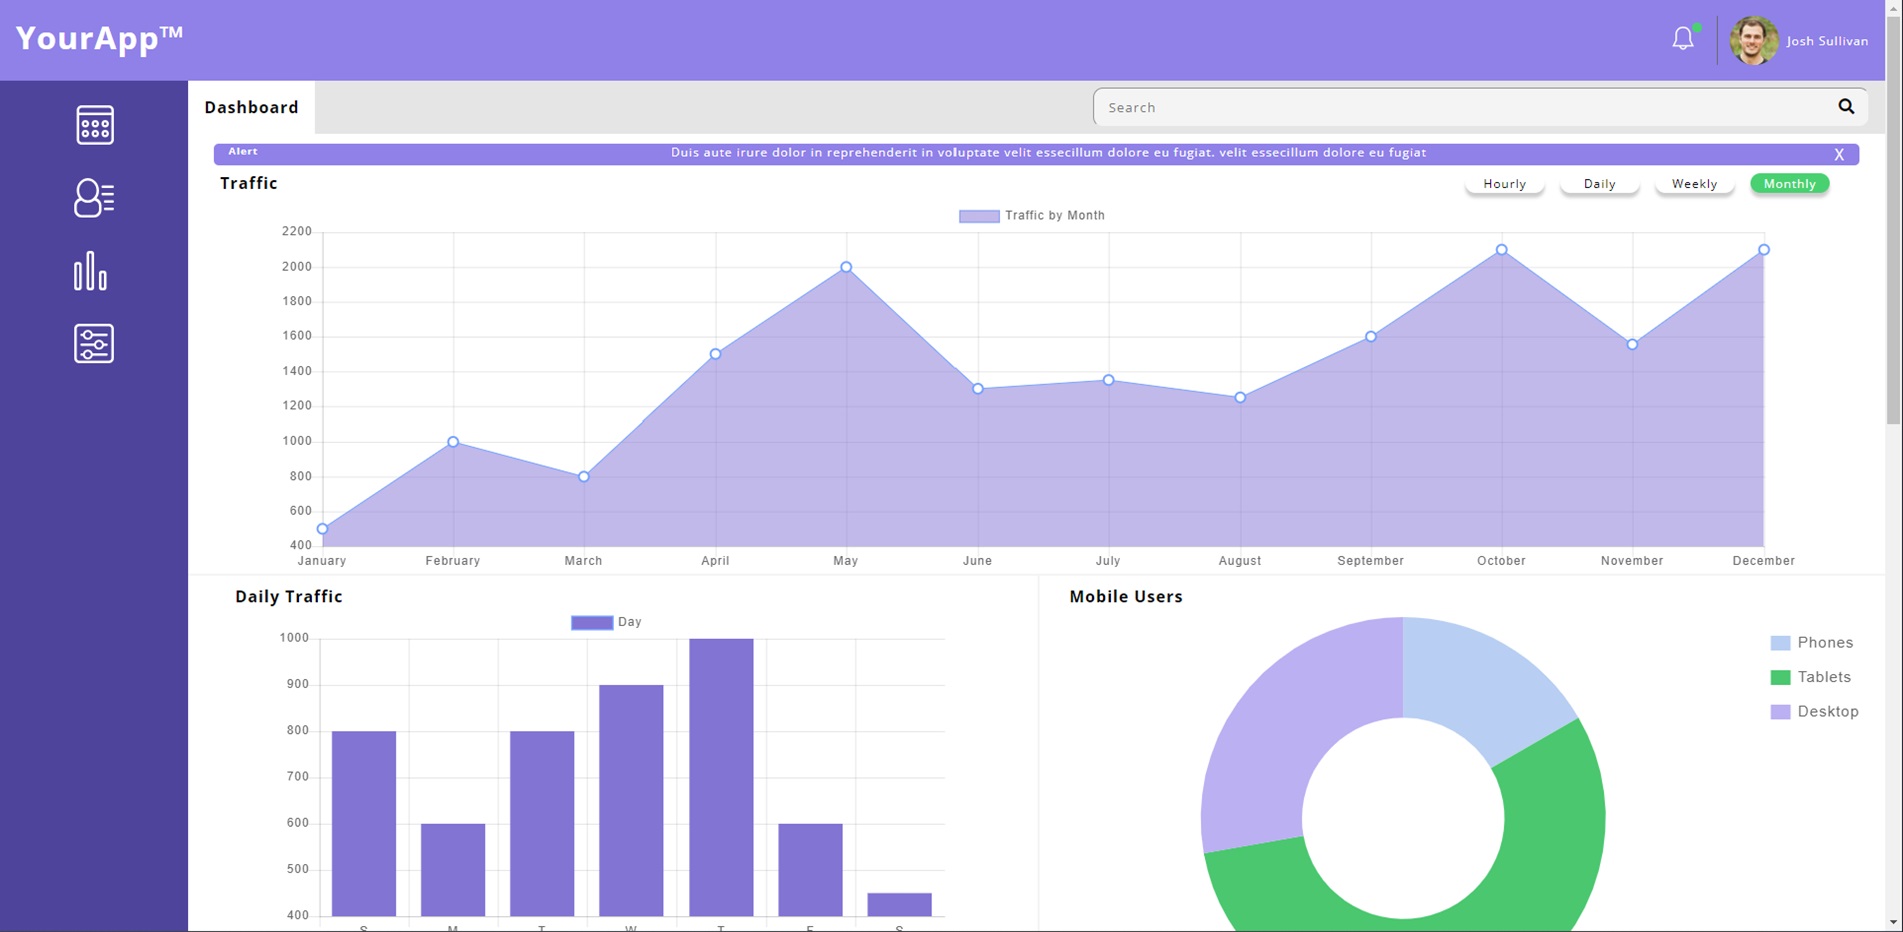 YourApp™
Josh Sullivan
Dashboard
Search
Alert
Duis aute irure dolor in reprehenderit in voluptate velit essecillum dolore eu fugiat. velit essecillum dolore eu fugiat
X
Traffic
Hourly
Daily
Weekly
Monthly
Traffic by Month
2200
2000
1800
1600
1400
1200
1000
800
600
400
January February March April May June July August September October November December
Daily Traffic
Day
1000
900
800
700
600
500
400
S M T W T F S
Mobile Users
Phones
Tablets
Desktop